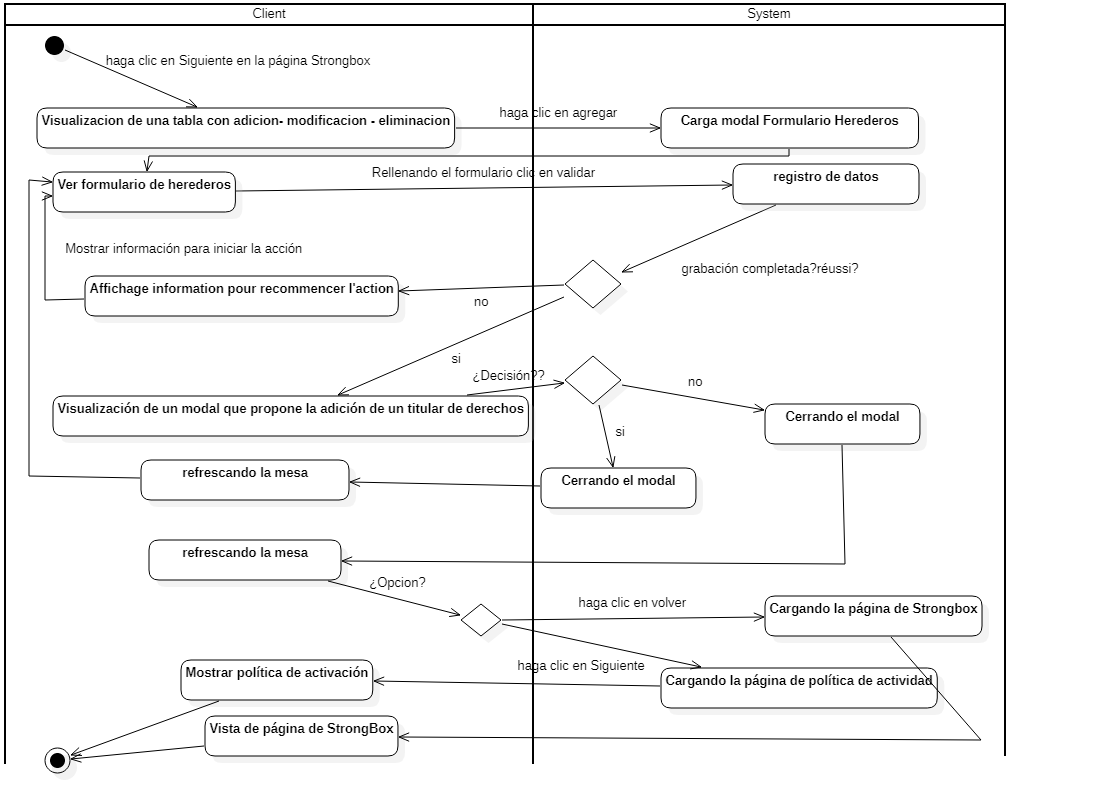 Client
System
haga clic en Siguiente en la página Strongbox
haga clic en agregar
Visualizacion de una tabla con adicion- modificacion - eliminacion
Carga modal Formulario Herederos
Rellenando el formulario clic en validar
Ver formulario de herederos
registro de datos
Mostrar información para iniciar la acción
grabación completada?réussi?
Affichage information pour recommencer l'action
no
si
¿Decisión??
no
Visualización de un modal que propone la adición de un titular de derechos
Cerrando el modal
si
refrescando la mesa
Cerrando el modal
refrescando la mesa
¿Opcion?
haga clic en volver
Cargando la página de Strongbox
haga clic en Siguiente
Mostrar política de activación
Cargando la página de política de actividad
Vista de página de StrongBox